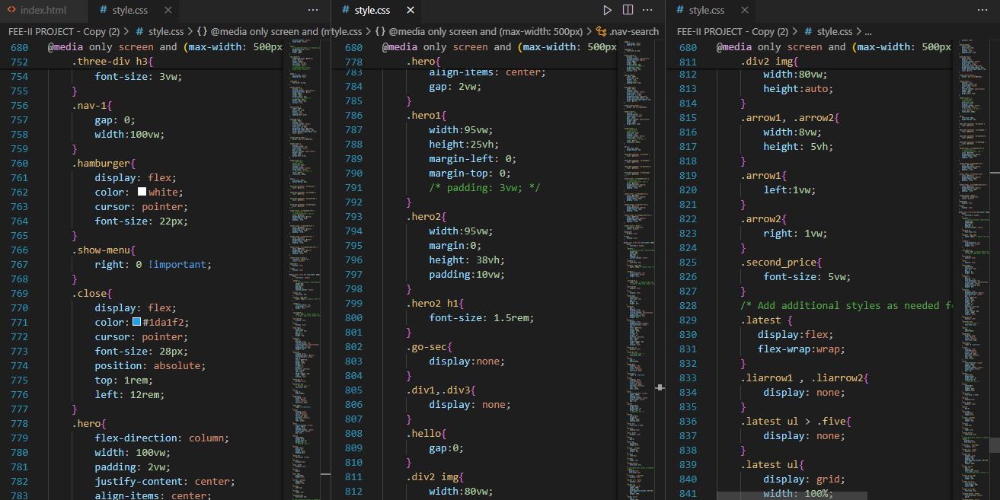 index.html
style.css
FEE-II PROJECT - Copy (2) > # style.css > {} @media only screen and (m
680 @media only screen and (max-width: 500px
752 .three-div h3{
754 font-size: 3vw;
755 }
756 .nav-1{
757 gap: 0;
758 width:100vw;
759 }
760 .hamburger{
761 display: flex;
762 color: white;
763 cursor: pointer;
764 font-size: 22px;
765 }
766 .show-menu{
767 right: 0 !important;
768 }
769 .close{
770 display: flex;
771 color: #1da1f2;
772 cursor: pointer;
773 font-size: 28px;
774 position: absolute;
775 top: 1rem;
776 left: 12rem;
777 }
778 .hero{
779 flex-direction: column;
780 width: 100vw;
781 padding: 2vw;
782 justify-content: center;
783 align-items: center;
# style.css
tyle.css > {} @media only screen and (max-width: 500px) > .nav-search
680 @media only screen and (max-width: 500px
778 .hero{
783 align-items: center;
784 gap: 2vw;
785 }
786 .hero1{
787 width:95vw;
788 height:25vh;
789 margin-left: 0;
790 margin-top: 0;
791 /* padding: 3vw; */
792 }
793 .hero2{
794 width:95vw;
795 margin:0;
796 height: 38vh;
797 padding:10vw;
798 }
799 .hero2 h1{
800 font-size: 1.5rem;
801 }
802 .go-sec{
803 display:none;
804 }
805 .div1,.div3{
806 display: none;
807 }
808 .hello{
809 gap:0;
810 }
811 .div2 img{
812 width:80vw;
# style.css
FEE-II PROJECT - Copy (2) > # style.css > ...
680 @media only screen and (max-width: 500px
811 .div2 img{
812 width:80vw;
813 height:auto;
814 }
815 .arrow1, .arrow2{
816 width:8vw;
817 height: 5vh;
818 }
819 .arrow1{
820 left:1vw;
821 }
822 .arrow2{
823 right: 1vw;
824 }
825 .second_price{
826 font-size: 5vw;
827 }
828 /* Add additional styles as needed fo
829 .latest {
830 display:flex;
831 flex-wrap:wrap;
832 }
833 .liarrow1 , .liarrow2{
834 display: none;
835 }
836 .latest ul > .five{
837 display: none;
838 }
839 .latest ul{
840 display: grid;
841 width: 100%;